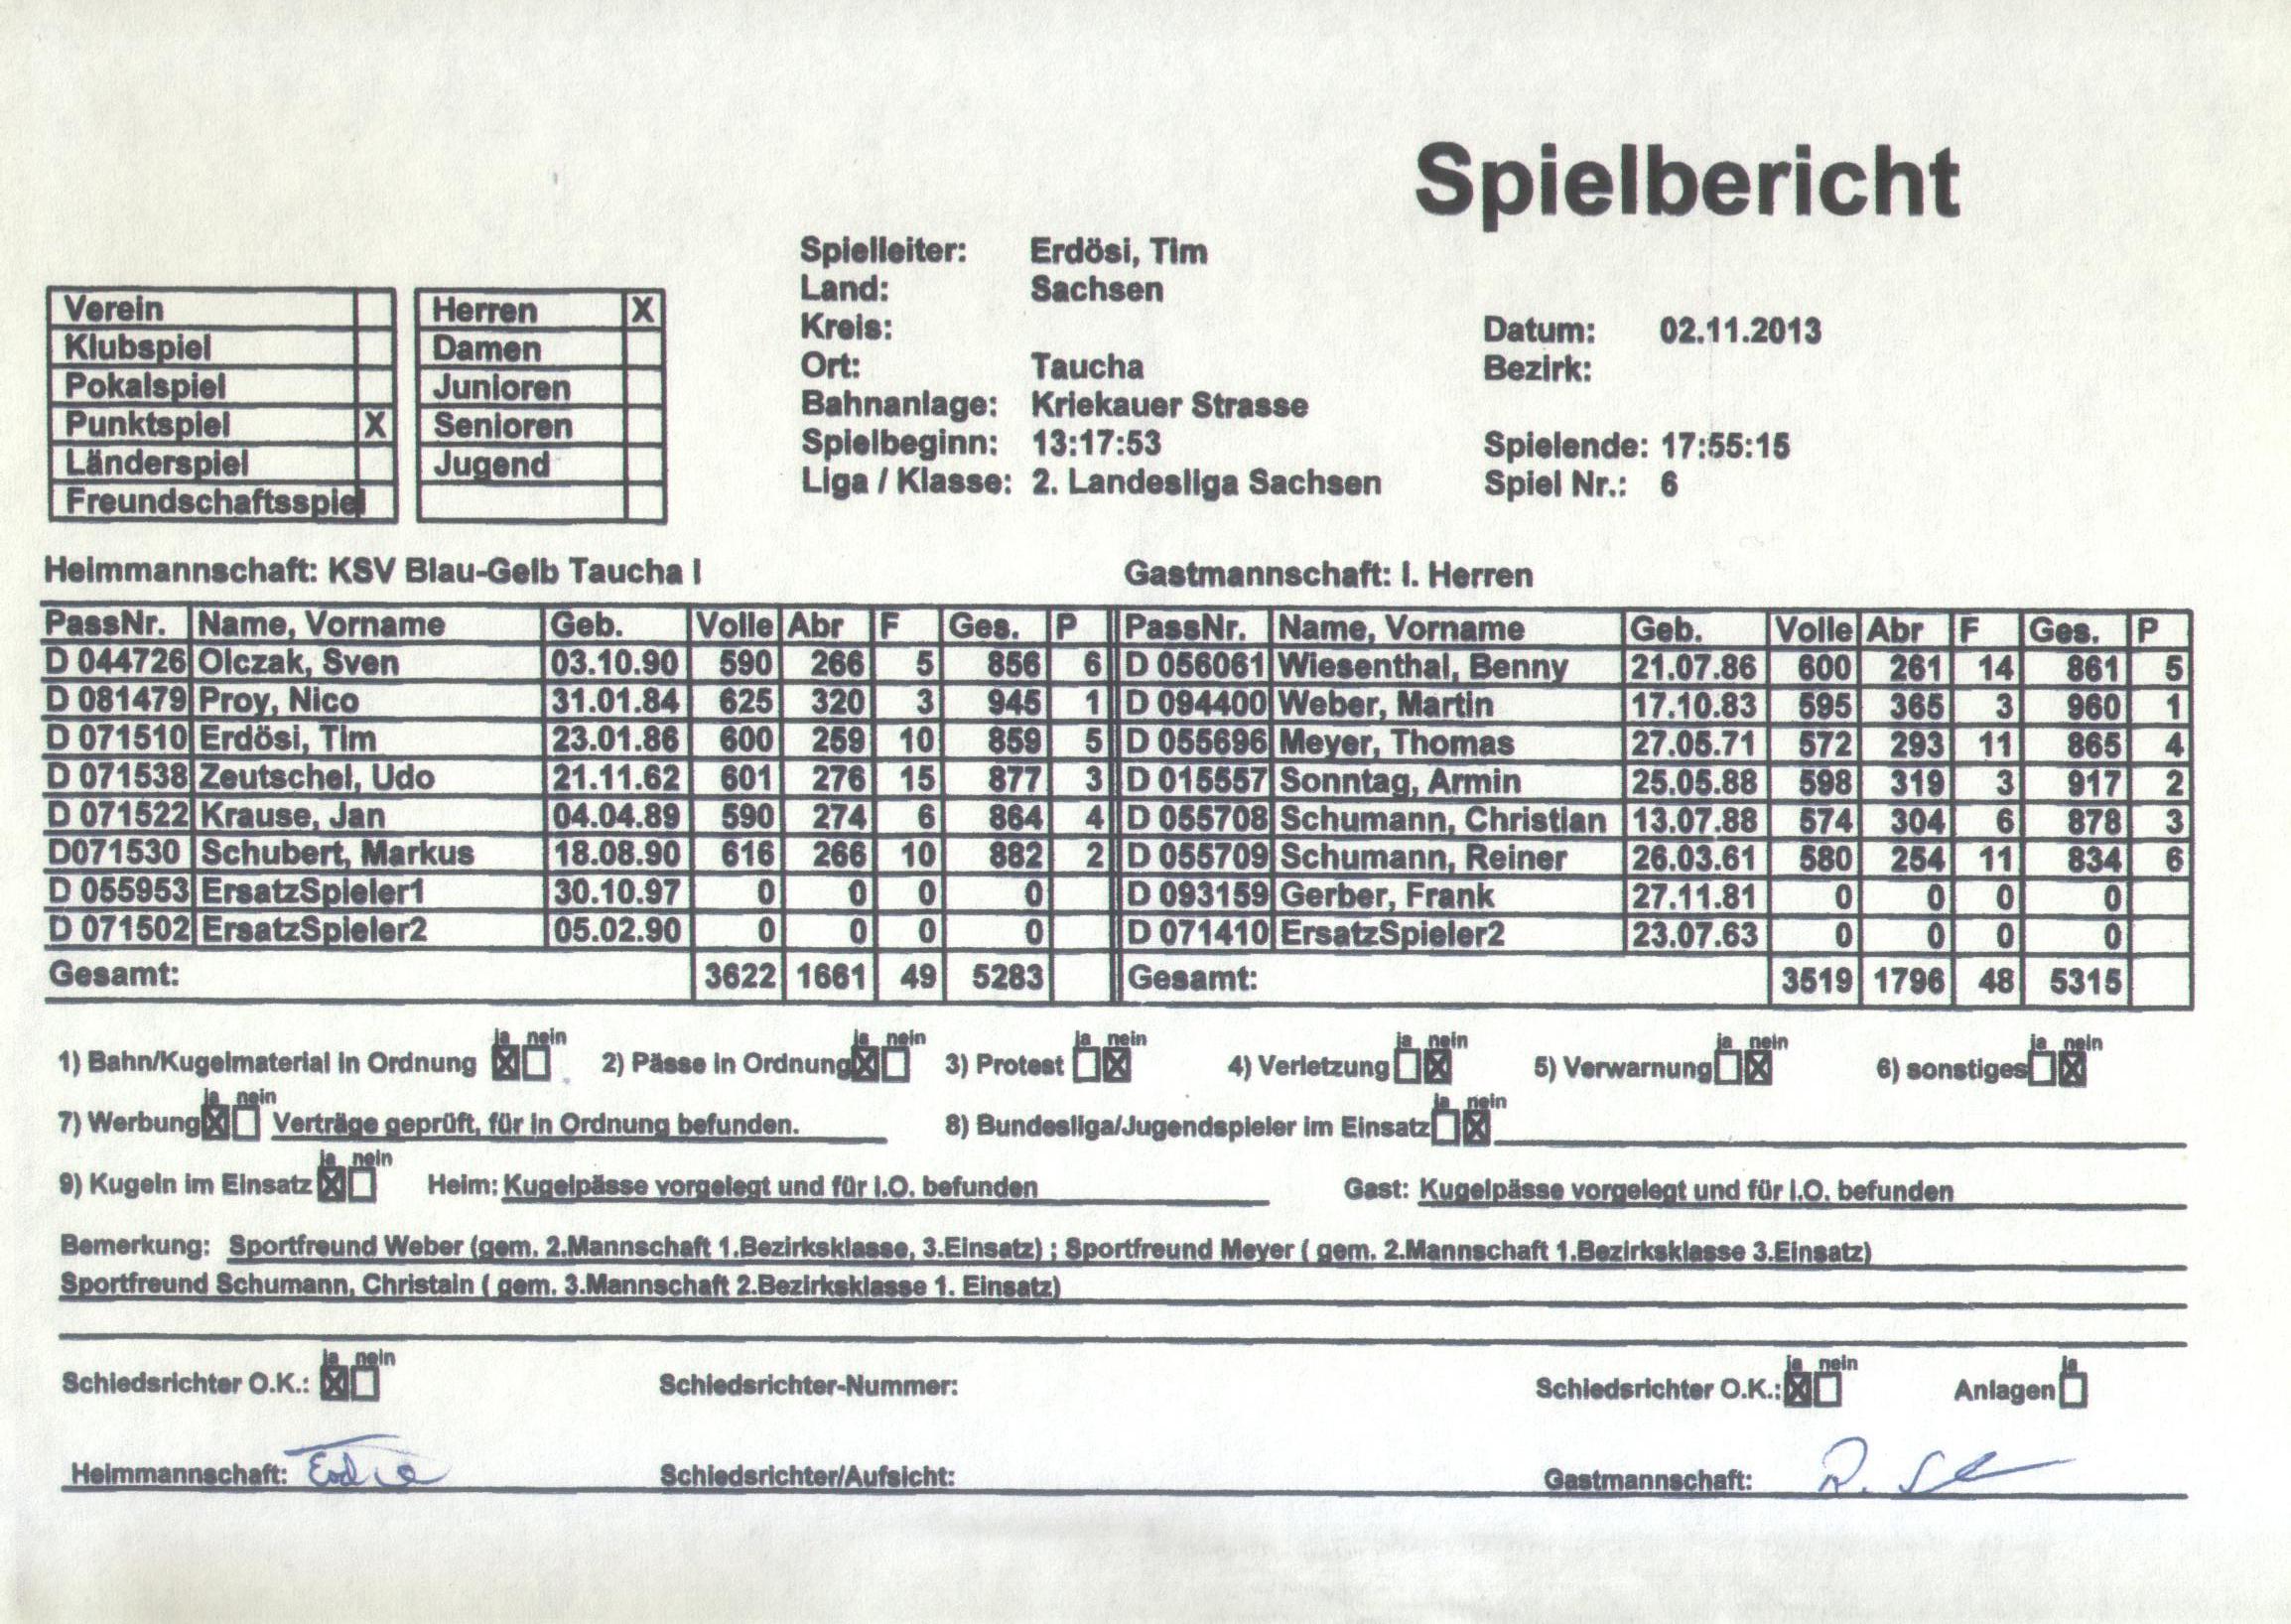 Spielbericht
Spielleiter: Erdösi, Tim
Land: Sachsen
Kreis:
Datum: 02.11.2013
Ort: Taucha
Bezirk:
Bahnanlage: Kriekauer Strasse
Spielbeginn: 13:17:53
Spielende: 17:55:15
Liga / Klasse: 2. Landesliga Sachsen
Spiel Nr.: 6
Verein
Klubspiel
Pokalspiel
Punktspiel X
Länderspiel
Freundschaftsspiel
Herren X
Damen
Junioren
Senioren
Jugend
Heimmannschaft: KSV Blau-Gelb Taucha I
Gastmannschaft: I. Herren
PassNr. Name, Vorname Geb. Volle Abr F Ges. P PassNr. Name, Vorname Geb. Volle Abr F Ges. P
D 044726 Olczak, Sven 03.10.90 590 266 5 856 6 D 056061 Wiesenthal, Benny 21.07.86 600 261 14 861 5
D 081479 Proy, Nico 31.01.84 625 320 3 945 1 D 094400 Weber, Martin 17.10.83 595 365 3 960 1
D 071510 Erdösi, Tim 23.01.86 600 259 10 859 5 D 055696 Meyer, Thomas 27.05.71 572 293 11 865 4
D 071538 Zeutschel, Udo 21.11.62 601 276 15 877 3 D 015557 Sonntag, Armin 25.05.88 598 319 3 917 2
D 071522 Krause, Jan 04.04.89 590 274 6 864 4 D 055708 Schumann, Christian 13.07.88 574 304 6 878 3
D071530 Schubert, Markus 18.08.90 616 266 10 882 2 D 055709 Schumann, Reiner 26.03.61 580 254 11 834 6
D 055953 ErsatzSpieler1 30.10.97 0 0 0 0 D 093159 Gerber, Frank 27.11.81 0 0 0 0
D 071502 ErsatzSpieler2 05.02.90 0 0 0 0 D 071410 ErsatzSpieler2 23.07.63 0 0 0 0
Gesamt: 3622 1661 49 5283 Gesamt: 3519 1796 48 5315
ja nein ja nein ja nein ja nein ja nein ja nein
1) Bahn/Kugelmaterial in Ordnung X 2) Pässe in Ordnung X 3) Protest X 4) Verletzung X 5) Verwarnung X 6) sonstiges X
ja nein ja nein
7) Werbung X Verträge geprüft, für in Ordnung befunden. 8) Bundesliga/Jugendspieler im Einsatz X
ja nein
9) Kugeln im Einsatz X Heim: Kugelpässe vorgelegt und für i.O. befunden Gast: Kugelpässe vorgelegt und für i.O. befunden
Bemerkung: Sportfreund Weber (gem. 2.Mannschaft 1.Bezirksklasse, 3.Einsatz) ; Sportfreund Meyer ( gem. 2.Mannschaft 1.Bezirksklasse 3.Einsatz)
Sportfreund Schumann, Christain ( gem. 3.Mannschaft 2.Bezirksklasse 1. Einsatz)
ja nein ja nein ja
Schiedsrichter O.K.: X Schiedsrichter-Nummer: Schiedsrichter O.K.: X Anlagen
Heimmannschaft: Schiedsrichter/Aufsicht: Gastmannschaft: